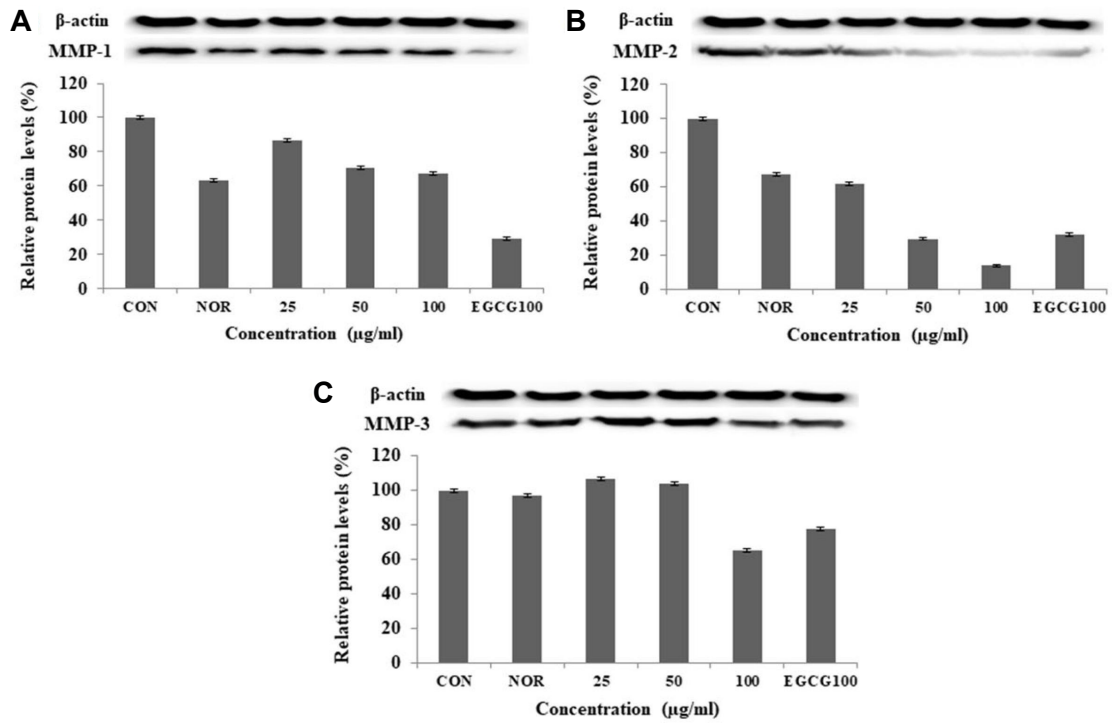 A
β-actin
MMP-1
Relative protein levels (%)
120
100
80
60
40
20
0
CON NOR 25 50 100 EGCG100
Concentration (μg/ml)
B
β-actin
MMP-2
Relative protein levels (%)
120
100
80
60
40
20
0
CON NOR 25 50 100 EGCG100
Concentration (μg/ml)
C
β-actin
MMP-3
Relative protein levels (%)
120
100
80
60
40
20
0
CON NOR 25 50 100 EGCG100
Concentration (μg/ml)